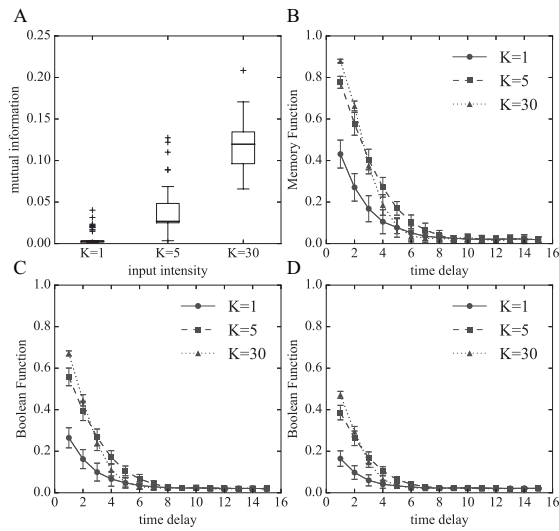 A
mutual information
0.25
0.20
0.15
0.10
0.05
0.00
K=1
K=5
K=30
input intensity
B
Memory Function
1.0
0.8
0.6
0.4
0.2
0.0
K=1
K=5
K=30
0 2 4 6 8 10 12 14 16
time delay
C
Boolean Function
1.0
0.8
0.6
0.4
0.2
0.0
K=1
K=5
K=30
0 2 4 6 8 10 12 14 16
time delay
D
Boolean Function
1.0
0.8
0.6
0.4
0.2
0.0
K=1
K=5
K=30
0 2 4 6 8 10 12 14 16
time delay